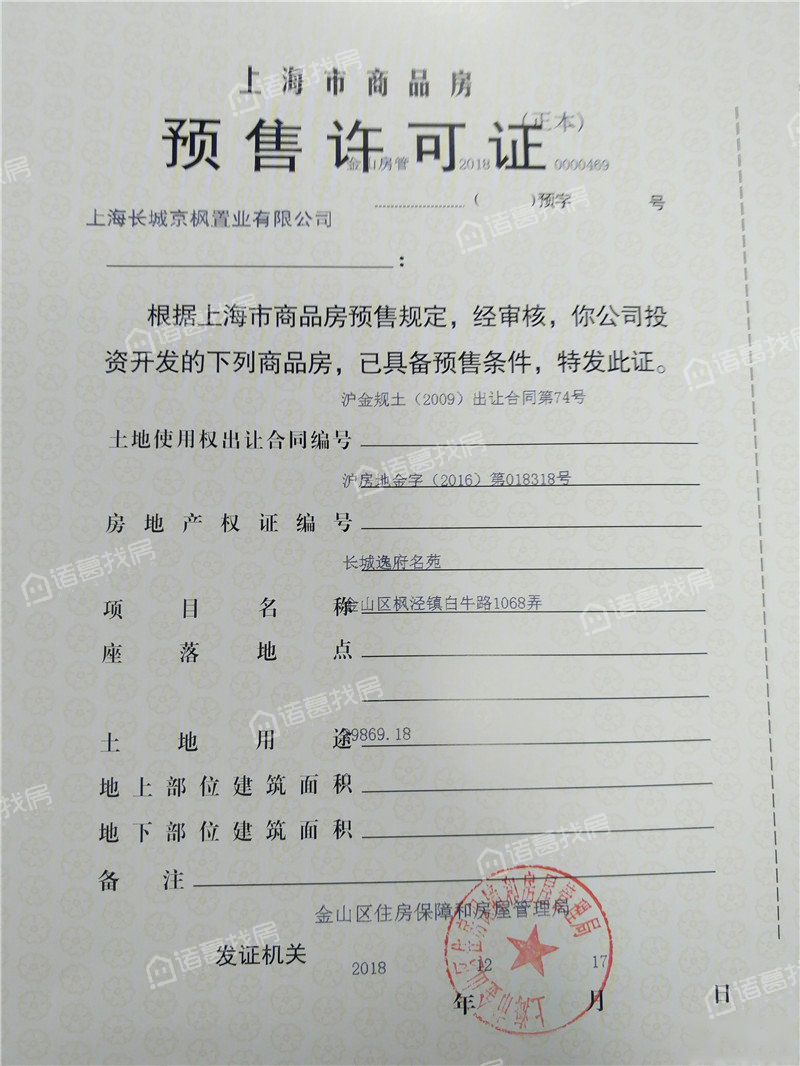 上海市商品房
预售许可证
(正本)
金山房管 2018 0000469
( )预字 号
上海长城京枫置业有限公司
:
根据上海市商品房预售规定，经审核，你公司投
资开发的下列商品房，已具备预售条件，特发此证。
沪金规土（2009）出让合同第74号
土地使用权出让合同编号
沪房地金字（2016）第018318号
房地产权证编号
长城逸府名苑
项目名称
金山区枫泾镇白牛路1068弄
座落地点
土地用途
9869.18
地上部位建筑面积
地下部位建筑面积
备注
金山区住房保障和房屋管理局
发证机关
2018 12 17
年 月 日
诸葛找房